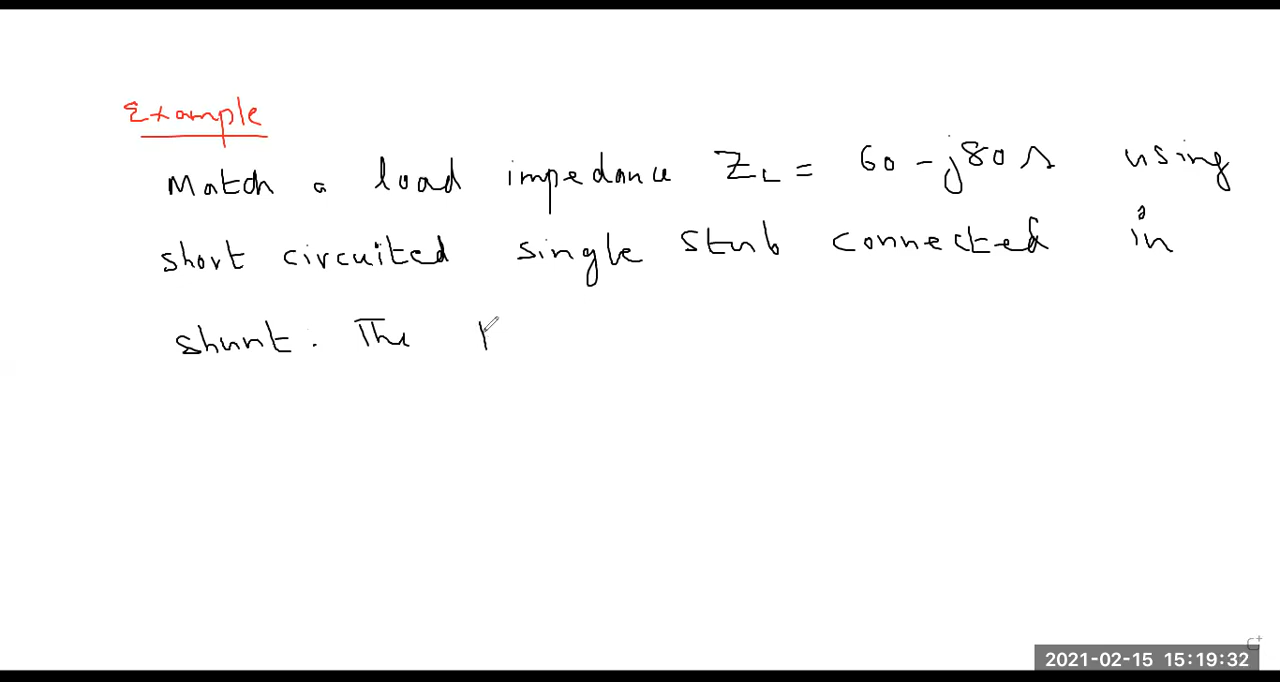 Example
Match a load impedance ZL = 60 - j80 Ω using
short circuited single stub connected in
shunt. The
2021-02-15 15:19:32